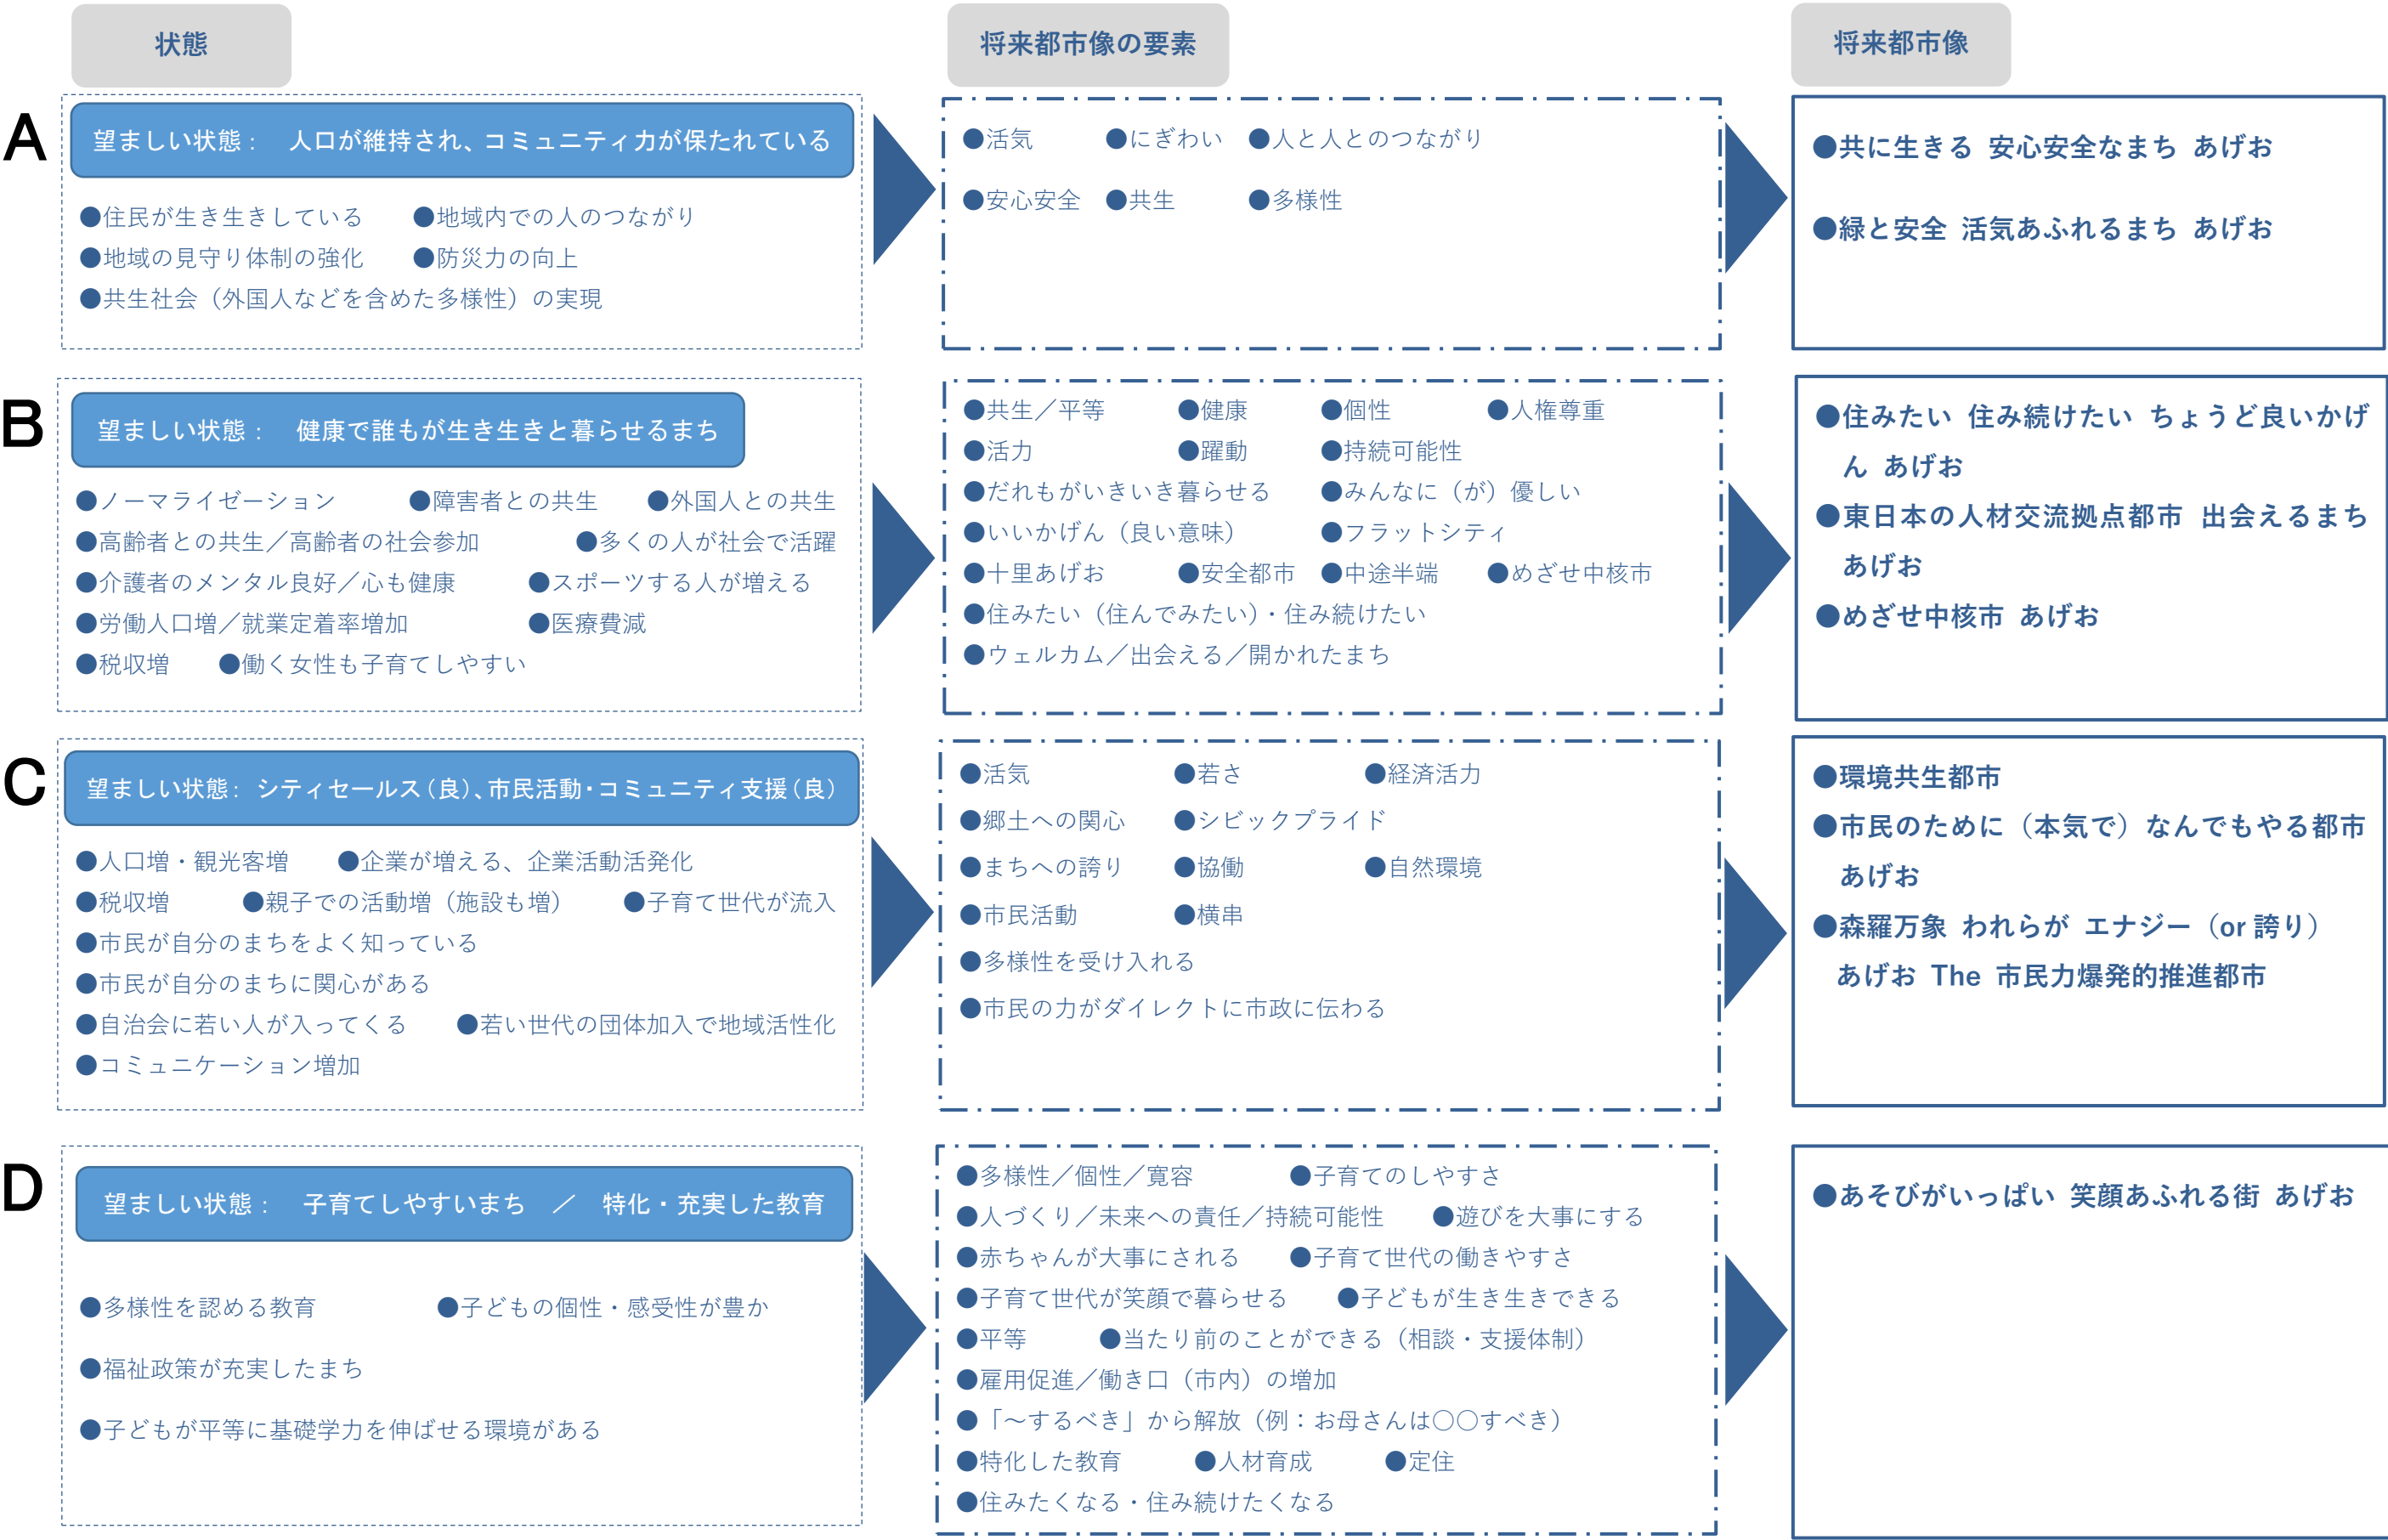 状態
将来都市像の要素
将来都市像
A
望ましい状態： 人口が維持され、コミュニティ力が保たれている
●住民が生き生きしている ●地域内での人のつながり
●地域の見守り体制の強化 ●防災力の向上
●共生社会（外国人などを含めた多様性）の実現
●活気 ●にぎわい ●人と人とのつながり
●安心安全 ●共生 ●多様性
●共に生きる 安心安全なまち あげお
●緑と安全 活気あふれるまち あげお
B
望ましい状態： 健康で誰もが生き生きと暮らせるまち
●ノーマライゼーション ●障害者との共生 ●外国人との共生
●高齢者との共生／高齢者の社会参加 ●多くの人が社会で活躍
●介護者のメンタル良好／心も健康 ●スポーツする人が増える
●労働人口増／就業定着率増加 ●医療費減
●税収増 ●働く女性も子育てしやすい
●共生／平等 ●健康 ●個性 ●人権尊重
●活力 ●躍動 ●持続可能性
●だれもがいきいき暮らせる ●みんなに（が）優しい
●いいかげん（良い意味） ●フラットシティ
●十里あげお ●安全都市 ●中途半端 ●めざせ中核市
●住みたい（住んでみたい）・住み続けたい
●ウェルカム／出会える／開かれたまち
●住みたい 住み続けたい ちょうど良いかげ
ん あげお
●東日本の人材交流拠点都市 出会えるまち
あげお
●めざせ中核市 あげお
C
望ましい状態：シティセールス（良）、市民活動・コミュニティ支援（良）
●人口増・観光客増 ●企業が増える、企業活動活発化
●税収増 ●親子での活動増（施設も増） ●子育て世代が流入
●市民が自分のまちをよく知っている
●市民が自分のまちに関心がある
●自治会に若い人が入ってくる ●若い世代の団体加入で地域活性化
●コミュニケーション増加
●活気 ●若さ ●経済活力
●郷土への関心 ●シビックプライド
●まちへの誇り ●協働 ●自然環境
●市民活動 ●横串
●多様性を受け入れる
●市民の力がダイレクトに市政に伝わる
●環境共生都市
●市民のために（本気で）なんでもやる都市
あげお
●森羅万象 われらが エナジー（or 誇り）
あげお The 市民力爆発的推進都市
D
望ましい状態： 子育てしやすいまち ／ 特化・充実した教育
●多様性を認める教育 ●子どもの個性・感受性が豊か
●福祉政策が充実したまち
●子どもが平等に基礎学力を伸ばせる環境がある
●多様性／個性／寛容 ●子育てのしやすさ
●人づくり／未来への責任／持続可能性 ●遊びを大事にする
●赤ちゃんが大事にされる ●子育て世代の働きやすさ
●子育て世代が笑顔で暮らせる ●子どもが生き生きできる
●平等 ●当たり前のことができる（相談・支援体制）
●雇用促進／働き口（市内）の増加
●「～するべき」から解放（例：お母さんは○○すべき）
●特化した教育 ●人材育成 ●定住
●住みたくなる・住み続けたくなる
●あそびがいっぱい 笑顔あふれる街 あげお